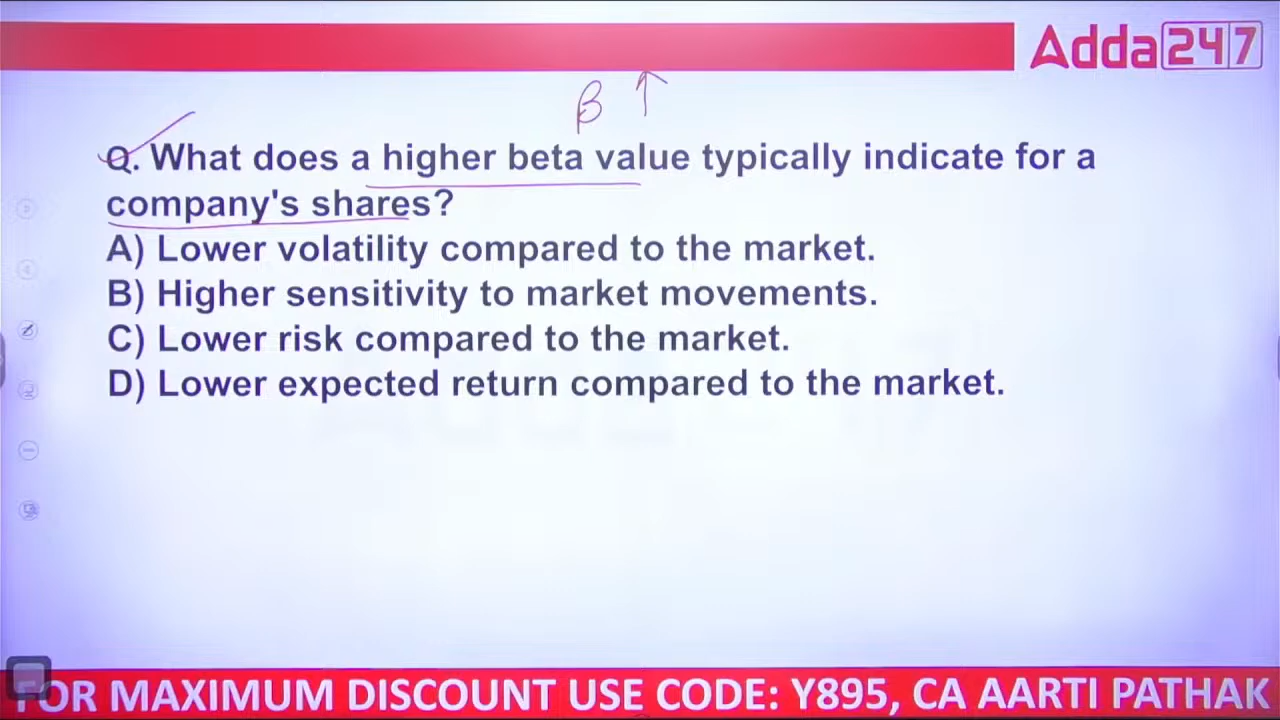 Adda247
β ↑
Q. What does a higher beta value typically indicate for a
company's shares?
A) Lower volatility compared to the market.
B) Higher sensitivity to market movements.
C) Lower risk compared to the market.
D) Lower expected return compared to the market.
FOR MAXIMUM DISCOUNT USE CODE: Y895, CA AARTI PATHAK